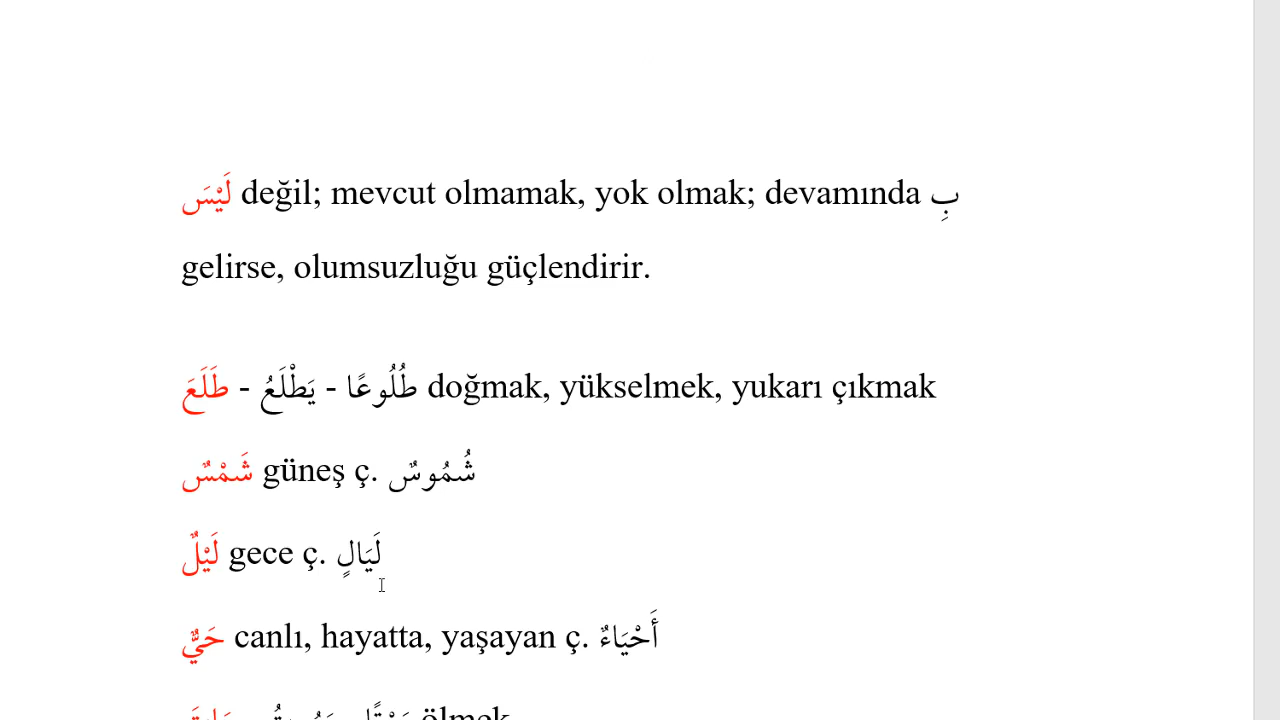 لَيْسَ değil; mevcut olmamak, yok olmak; devamında بِ
gelirse, olumsuzluğu güçlendirir.
طَلَعَ - يَطْلَعُ - طُلُوعًا doğmak, yükselmek, yukarı çıkmak
شَمْسٌ güneş ç. شُمُوسٌ
لَيْلٌ gece ç. لَيَالٍ
حَيٌّ canlı, hayatta, yaşayan ç. أَحْيَاءٌ
ölmek